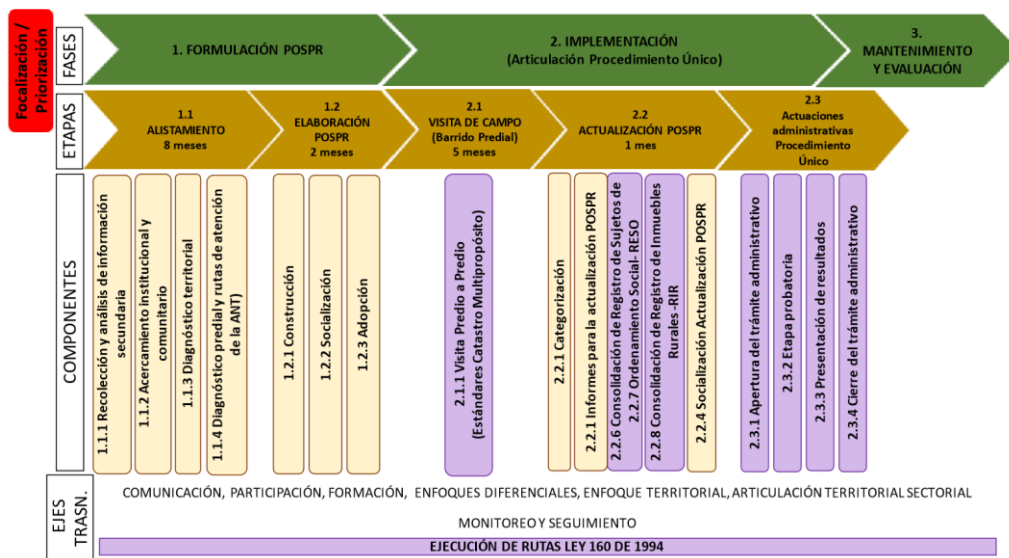 Focalización /
Priorización
FASES
1. FORMULACIÓN POSPR
2. IMPLEMENTACIÓN
(Articulación Procedimiento Único)
3.
MANTENIMIENTO
Y EVALUACIÓN
ETAPAS
1.1
ALISTAMIENTO
8 meses
1.2
ELABORACIÓN
POSPR
2 meses
2.1
VISITA DE CAMPO
(Barrido Predial)
5 meses
2.2
ACTUALIZACIÓN POSPR
1 mes
2.3
Actuaciones
administrativas
Procedimiento
Único
COMPONENTES
1.1.1 Recolección y análisis de información
secundaria
1.1.2 Acercamiento institucional y
comunitario
1.1.3 Diagnóstico territorial
1.1.4 Diagnóstico predial y rutas de atención
de la ANT
1.2.1 Construcción
1.2.2 Socialización
1.2.3 Adopción
2.1.1 Visita Predio a Predio
(Estándares Catastro Multipropósito)
2.2.1 Categorización
2.2.1 Informes para la actualización POSPR
2.2.6 Consolidación de Registro de Sujetos de
2.2.7 Ordenamiento Social- RESO
2.2.8 Consolidación de Registro de Inmuebles
Rurales -RIR
2.2.4 Socialización Actualización POSPR
2.3.1 Apertura del trámite administrativo
2.3.2 Etapa probatoria
2.3.3 Presentación de resultados
2.3.4 Cierre del trámite administrativo
EJES
TRASN.
COMUNICACIÓN, PARTICIPACIÓN, FORMACIÓN, ENFOQUES DIFERENCIALES, ENFOQUE TERRITORIAL, ARTICULACIÓN TERRITORIAL SECTORIAL
MONITOREO Y SEGUIMIENTO
EJECUCIÓN DE RUTAS LEY 160 DE 1994